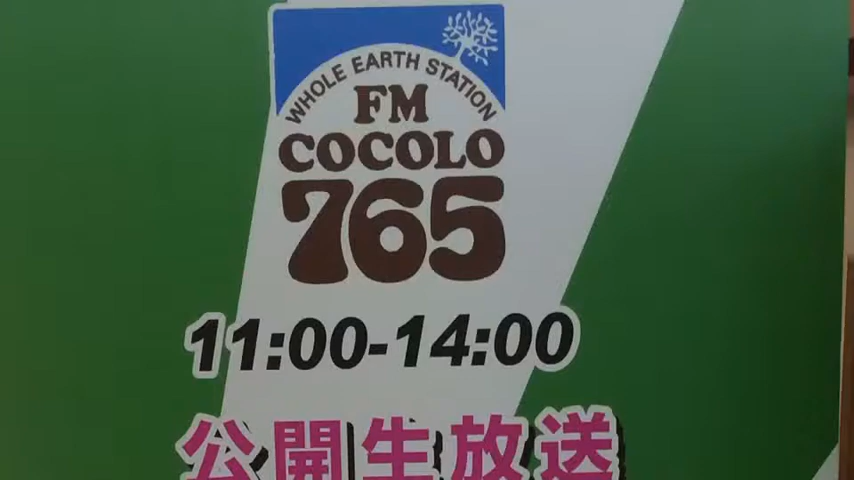 WHOLE EARTH STATION
FM
COCOLO
765
11:00-14:00
公開生放送